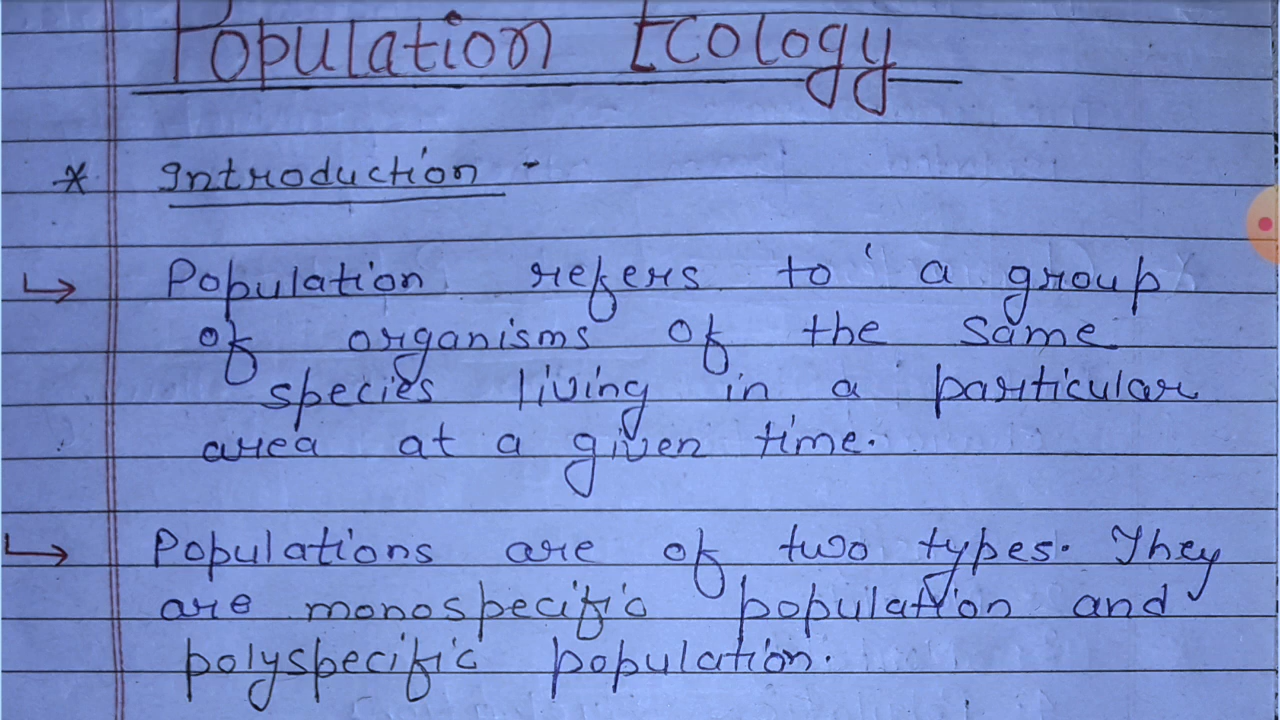 Population Ecology
* Introduction -
↳ Population refers to a group
of organisms of the same
species living in a particular
area at a given time.
↳ Populations are of two types. They
are monospecific population and
polyspecific population.